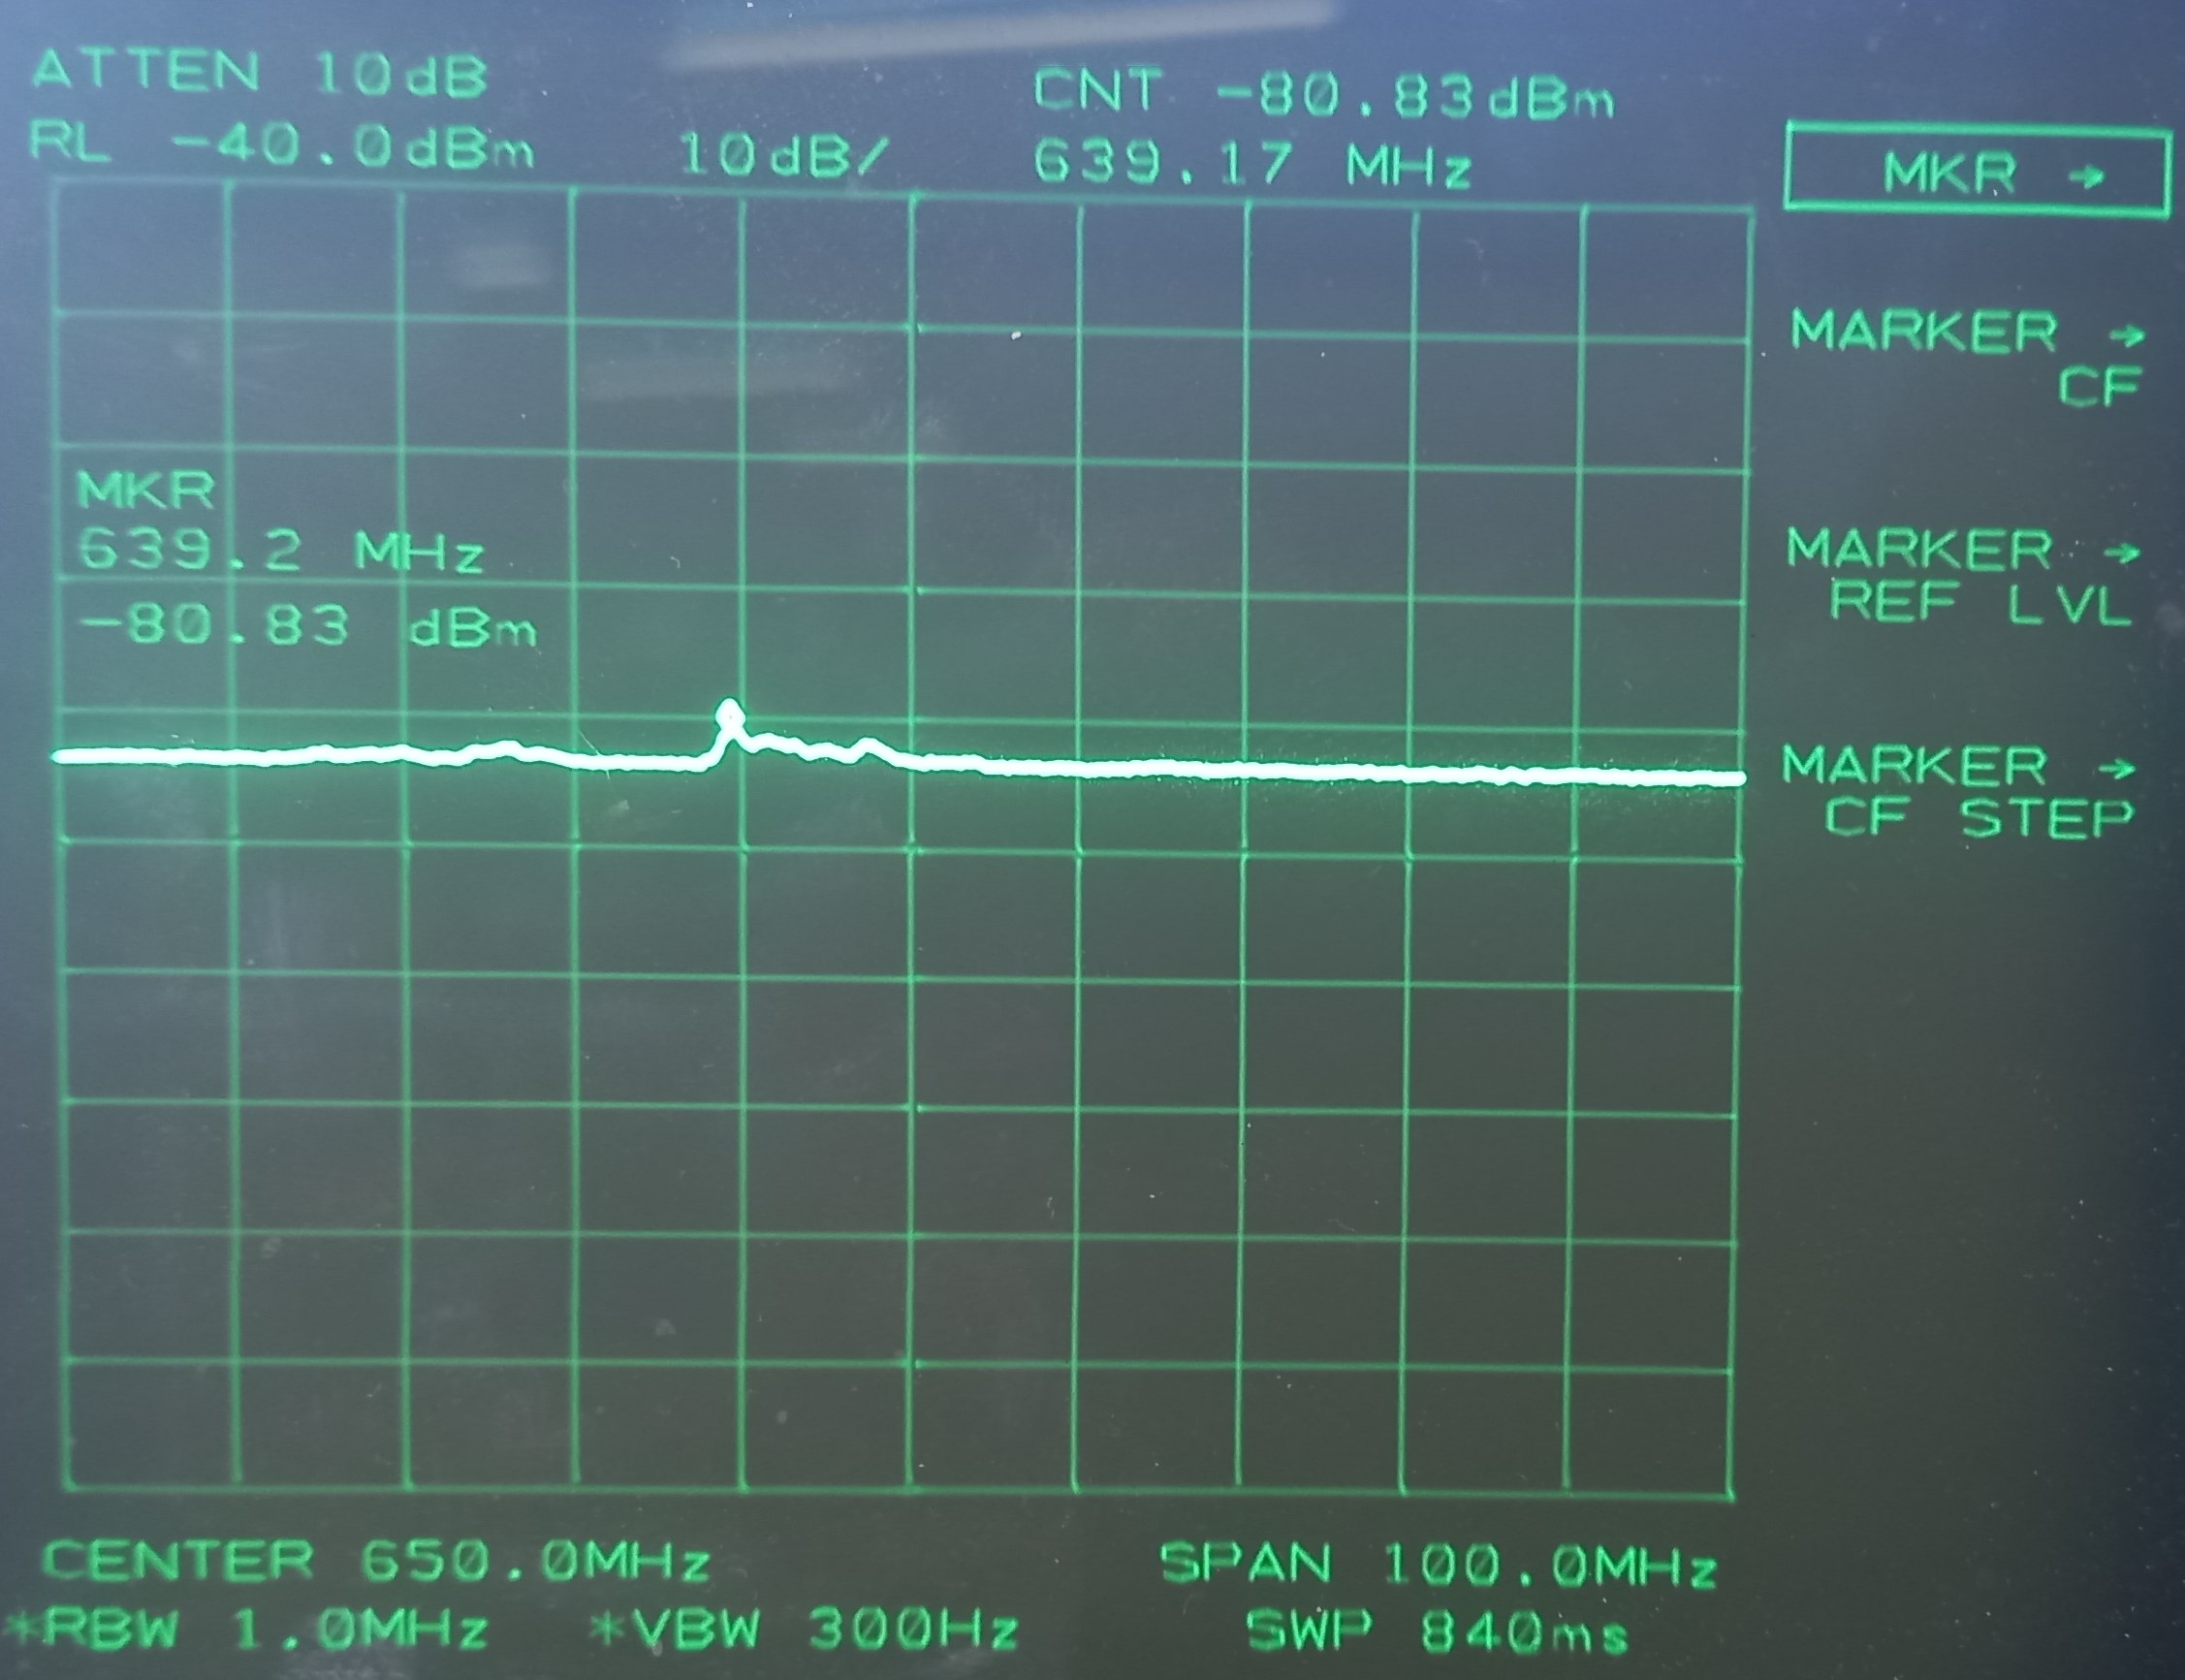 ATTEN 10dB
RL -40.0dBm
10dB/
CNT -80.83dBm
639.17 MHz
MKR
639.2 MHz
-80.83 dBm
MKR →
MARKER →
CF
MARKER →
REF LVL
MARKER →
CF STEP
CENTER 650.0MHz
SPAN 100.0MHz
*RBW 1.0MHz
*VBW 300Hz
SWP 840ms